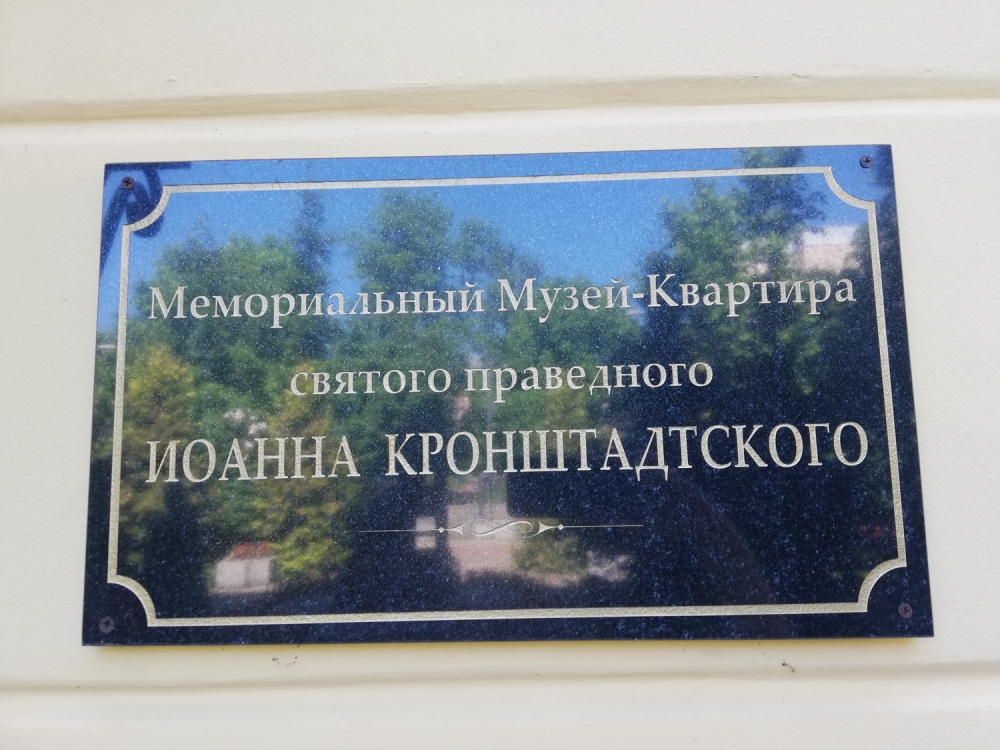 Мемориальный Музей-Квартира
святого праведного
ИОАННА КРОНШТАДТСКОГО